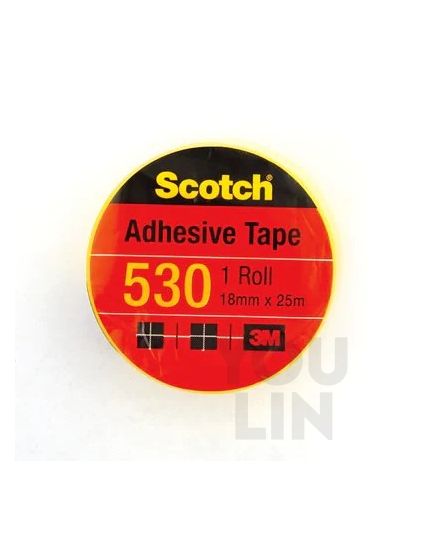 Scotch®
Adhesive Tape
530
1 Roll
18mm x 25m
3M
YOU
LIN